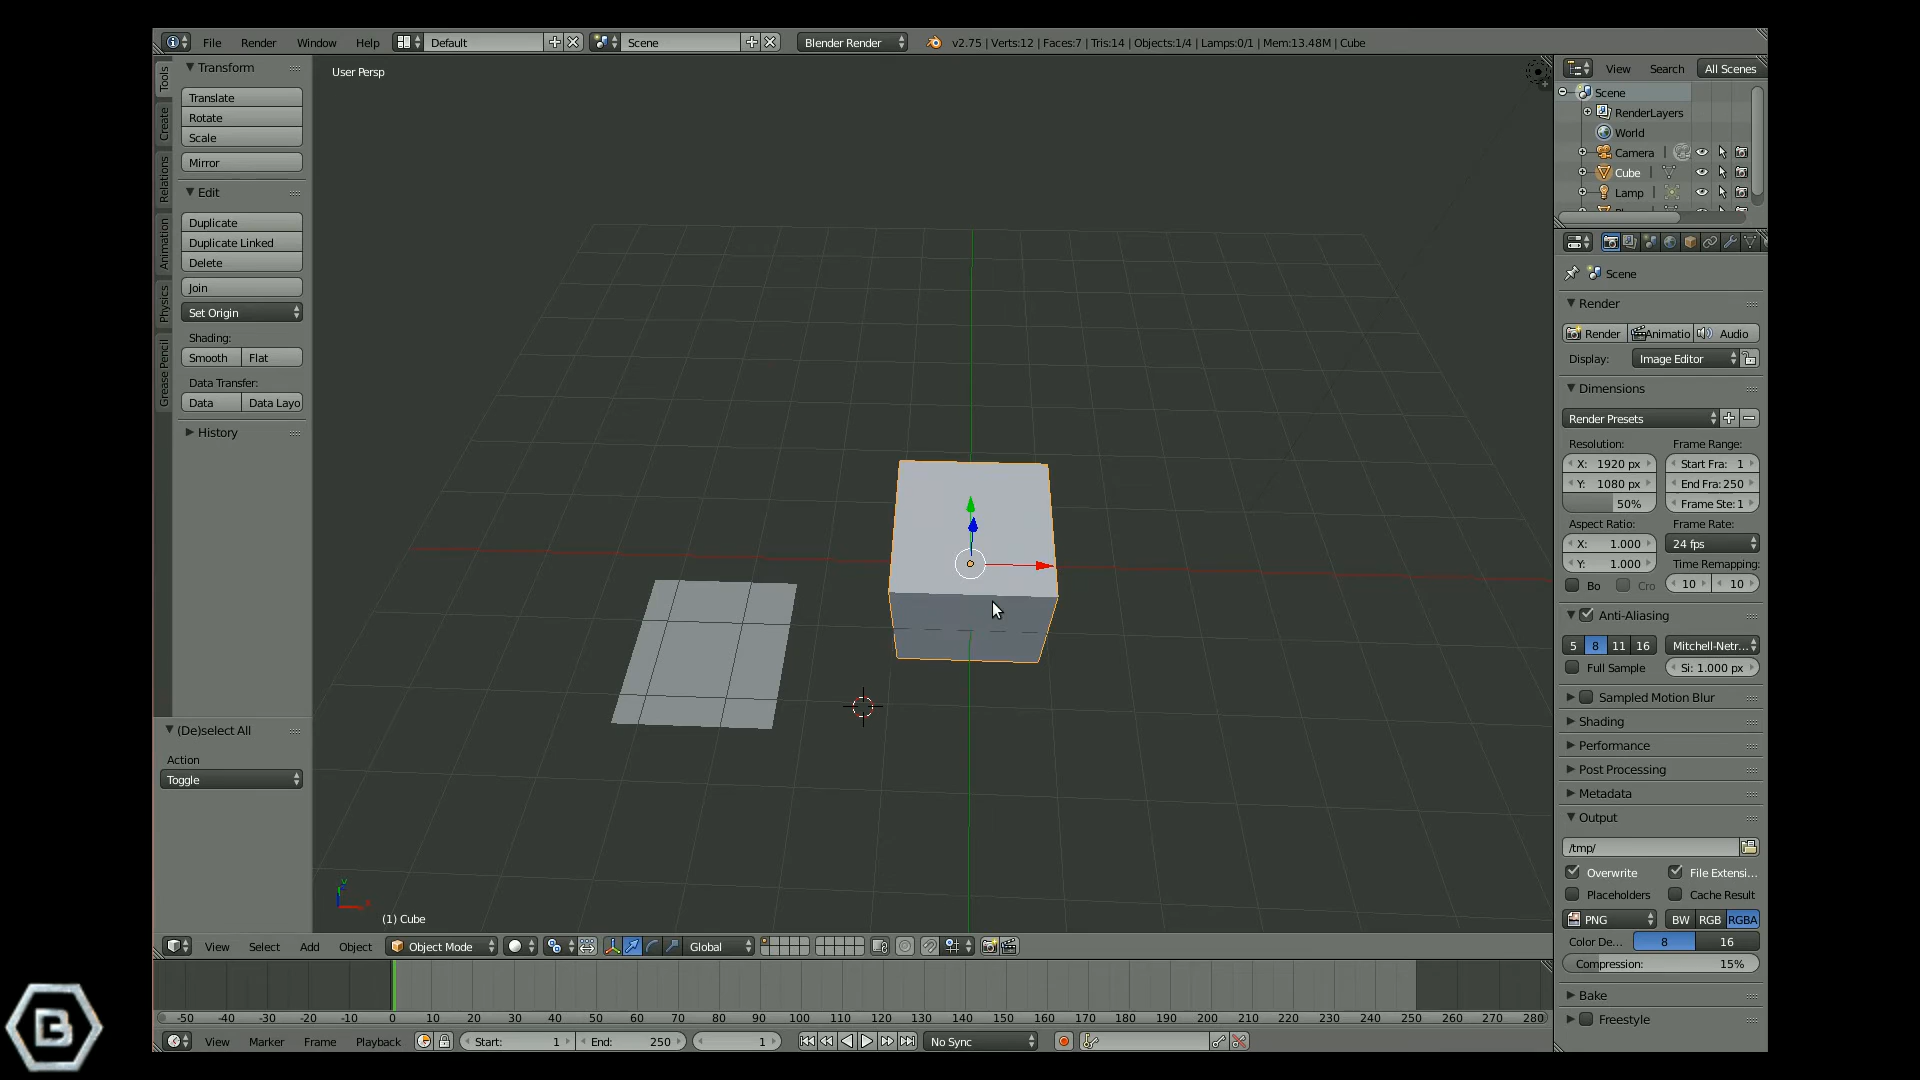 File Render Window Help Default Scene Blender Render v2.75 | Verts:12 | Faces:7 | Tris:14 | Objects:1/4 | Lamps:0/1 | Mem:13.48M | Cube
Tools
Create
Relations
Animation
Physics
Grease Pencil
Transform
Translate
Rotate
Scale
Mirror
Edit
Duplicate
Duplicate Linked
Delete
Join
Set Origin
Shading:
Smooth Flat
Data Transfer:
Data Data Layo
History
(De)select All
Action
Toggle
User Persp
(1) Cube
View Select Add Object Object Mode Global
-50 -40 -30 -20 -10 0 10 20 30 40 50 60 70 80 90 100 110 120 130 140 150 160 170 180 190 200 210 220 230 240 250 260 270 280
View Marker Frame Playback Start: 1 End: 250 1 No Sync
View Search All Scenes
Scene
RenderLayers
World
Camera
Cube
Lamp
Scene
Render
Render Animatio Audio
Display: Image Editor
Dimensions
Render Presets
Resolution: Frame Range:
X: 1920 px Start Fra: 1
Y: 1080 px End Fra: 250
50% Frame Ste: 1
Aspect Ratio: Frame Rate:
X: 1.000 24 fps
Y: 1.000 Time Remapping:
Bo Cro 10 10
Anti-Aliasing
5 8 11 16 Mitchell-Netr...
Full Sample Si: 1.000 px
Sampled Motion Blur
Shading
Performance
Post Processing
Metadata
Output
/tmp/
Overwrite File Extensi...
Placeholders Cache Result
PNG BW RGB RGBA
Color De... 8 16
Compression: 15%
Bake
Freestyle
B